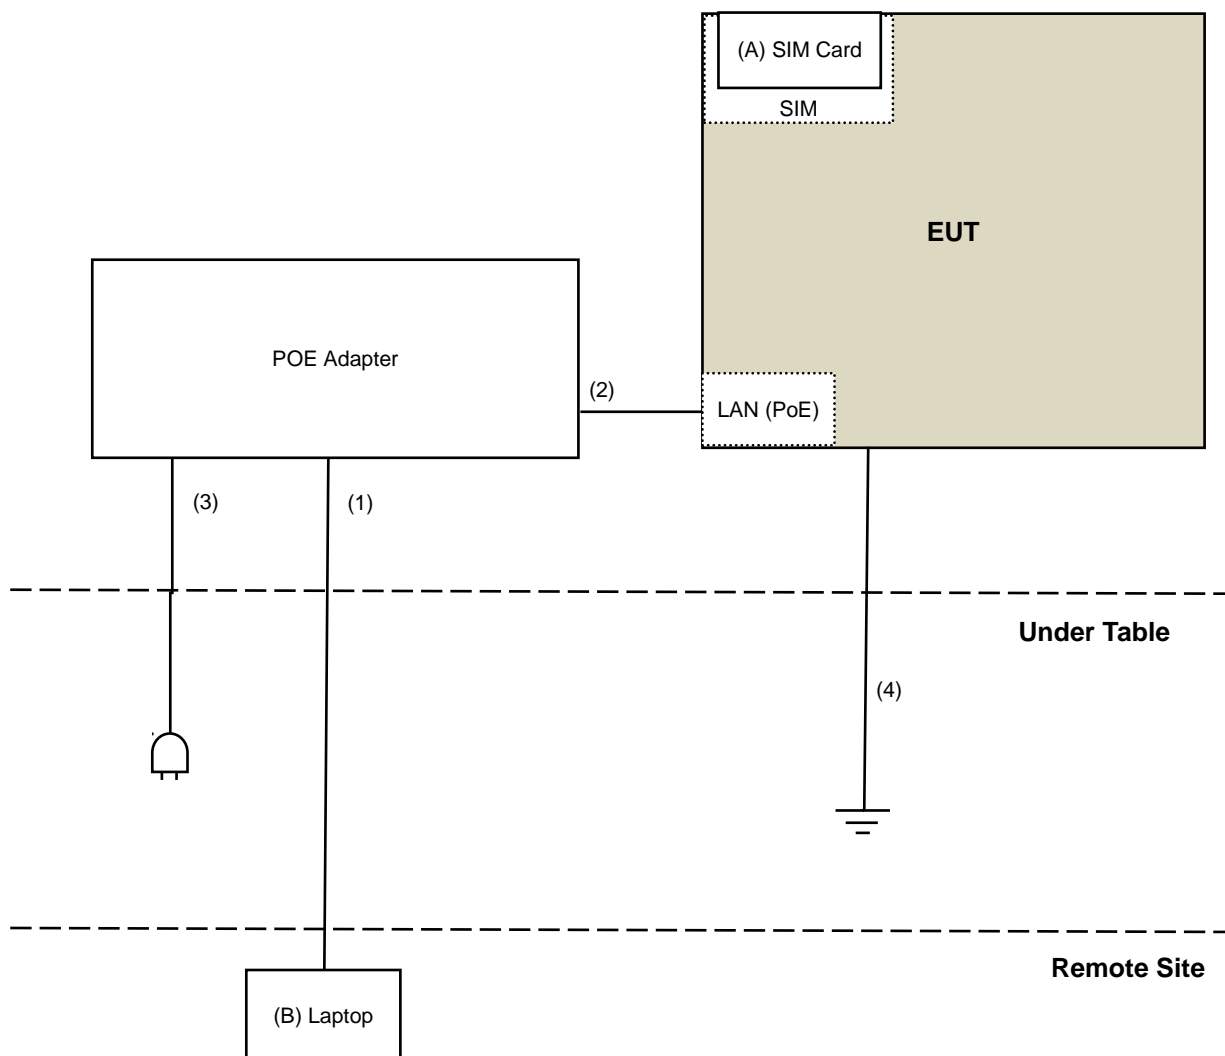 (A) SIM Card
SIM
EUT
POE Adapter
(2)
LAN (PoE)
(3)
(1)
Under Table
(4)
Remote Site
(B) Laptop